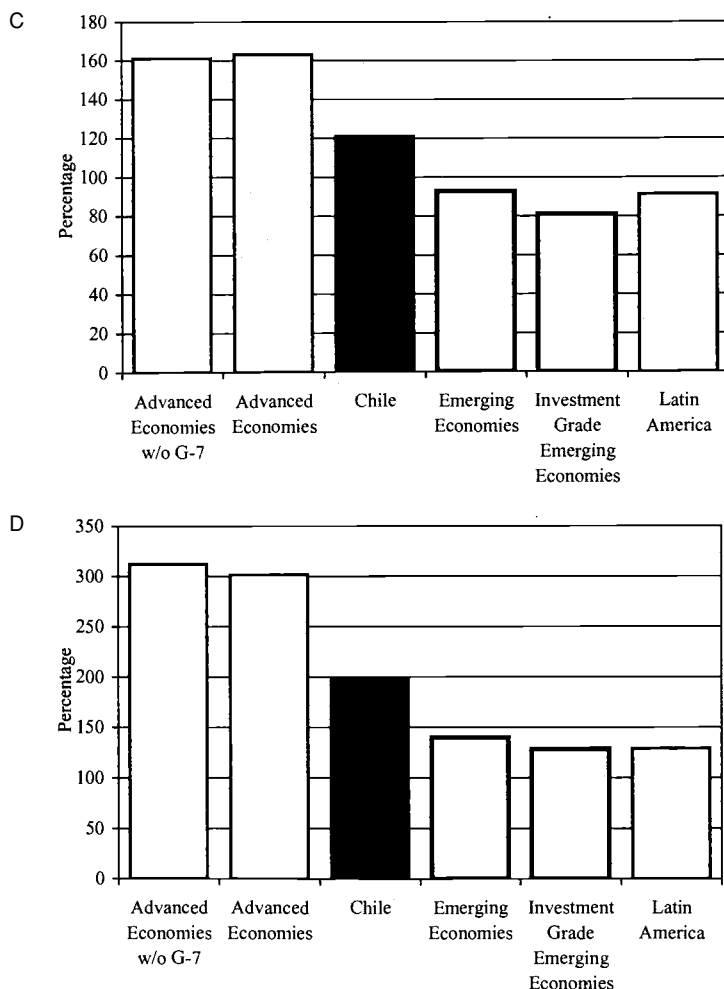 C
180
160
140
120
100
80
60
40
20
0
Percentage
Advanced
Economies
w/o G-7
Advanced
Economies
Chile
Emerging
Economies
Investment
Grade
Emerging
Economies
Latin
America
D
350
300
250
200
150
100
50
0
Percentage
Advanced
Economies
w/o G-7
Advanced
Economies
Chile
Emerging
Economies
Investment
Grade
Emerging
Economies
Latin
America